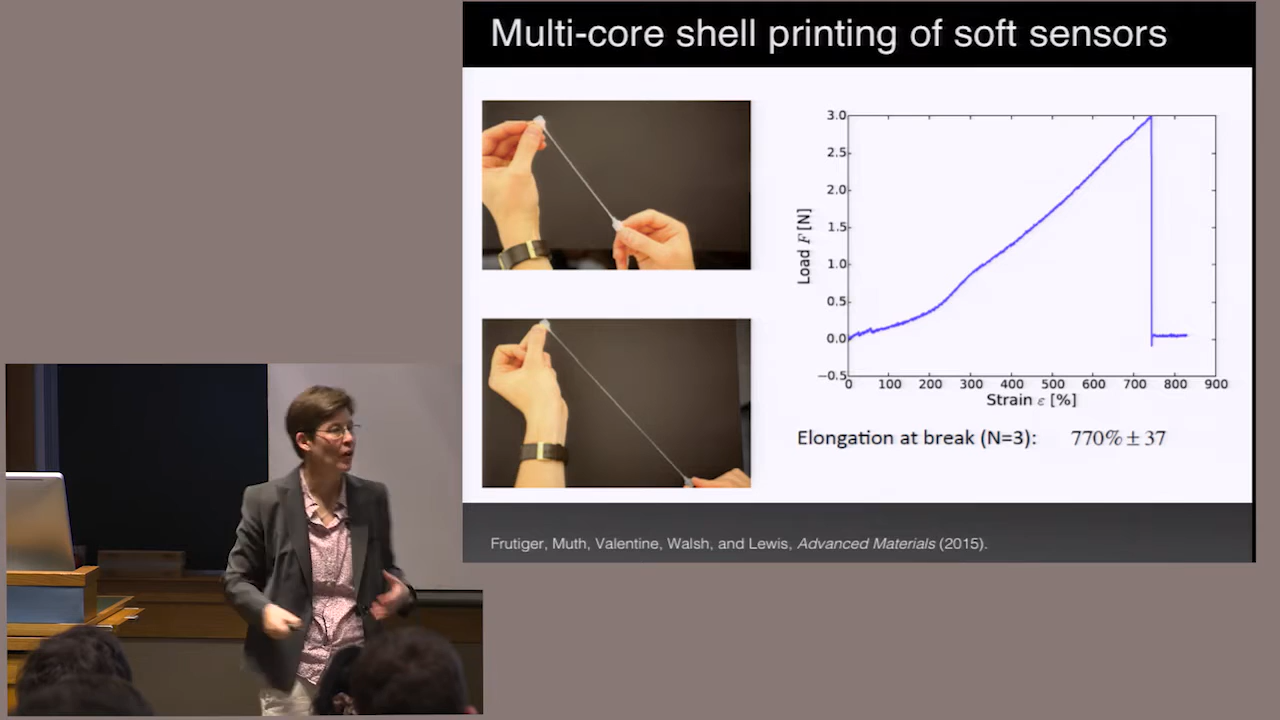 Multi-core shell printing of soft sensors
3.0
2.5
2.0
1.5
1.0
0.5
0.0
−0.5
Load F [N]
0 100 200 300 400 500 600 700 800 900
Strain ε [%]
Elongation at break (N=3): 770% ± 37
Frutiger, Muth, Valentine, Walsh, and Lewis, Advanced Materials (2015).